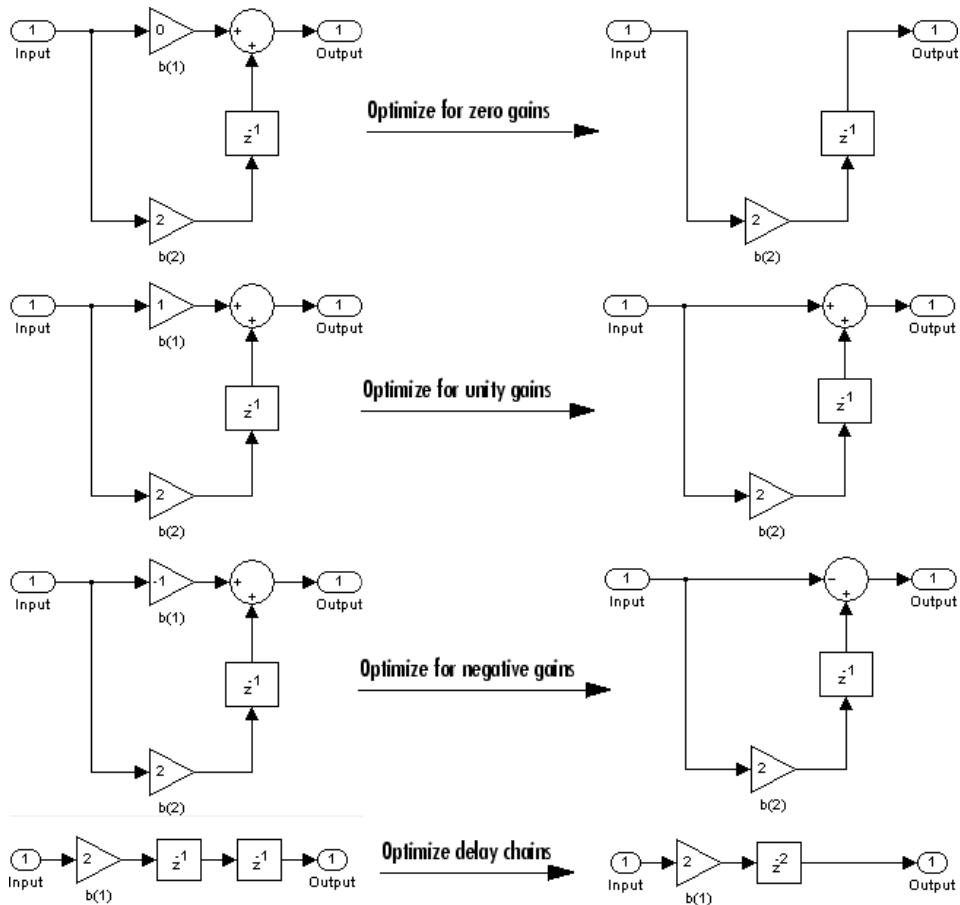 1 0 + 1 1 1
Input b(1) + Output Input Output
Optimize for zero gains
z-1 z-1
2 2
b(2) b(2)
1 1 + 1 1 + 1
Input b(1) + Output Input + Output
Optimize for unity gains
z-1 z-1
2 2
b(2) b(2)
1 -1 + 1 1 − 1
Input b(1) + Output Input + Output
Optimize for negative gains
z-1 z-1
2 2
b(2) b(2)
1 2 z-1 z-1 1 Optimize delay chains 1 2 z-2 1
Input b(1) Output Input b(1) Output